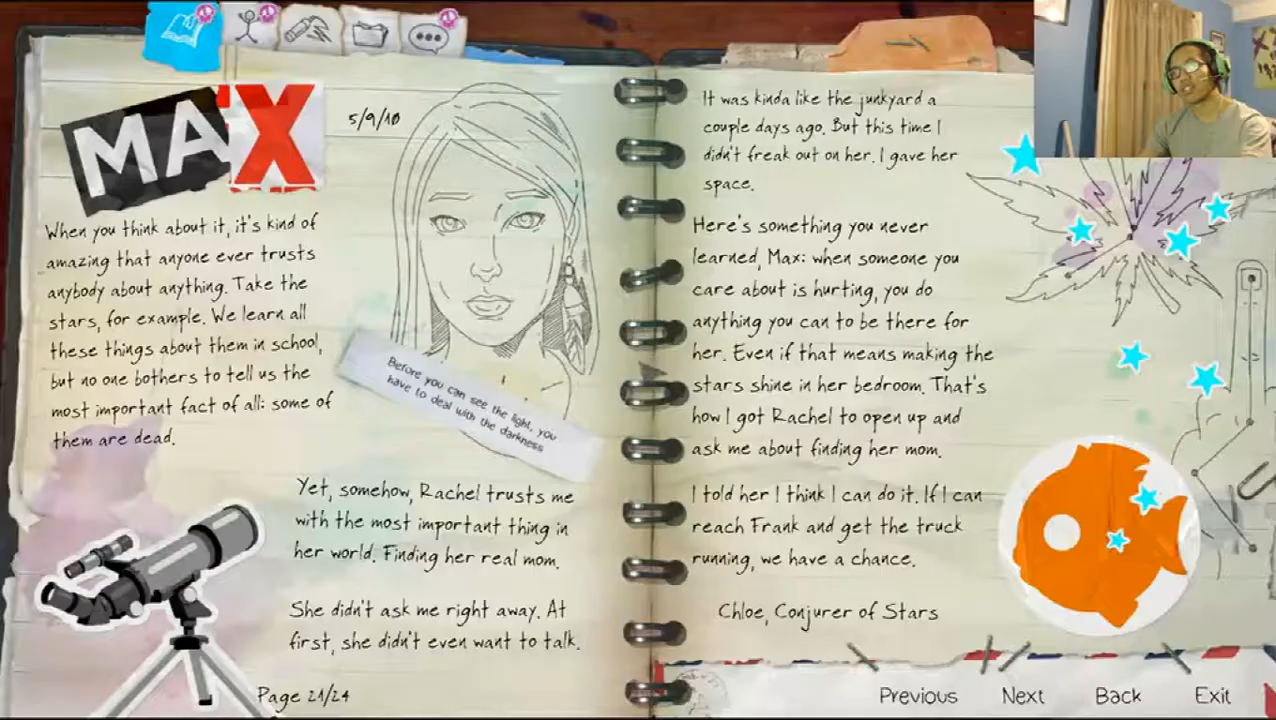 MAX
5/9/10
When you think about it, it's kind of
amazing that anyone ever trusts
anybody about anything. Take the
stars, for example. We learn all
these things about them in school,
but no one bothers to tell us the
most important fact of all: some of
them are dead.
Before you can see the light, you
have to deal with the darkness
Yet, somehow, Rachel trusts me
with the most important thing in
her world. Finding her real mom.
She didn't ask me right away. At
first, she didn't even want to talk.
Page 21/24
It was kinda like the junkyard a
couple days ago. But this time I
didn't freak out on her. I gave her
space.
Here's something you never
learned, Max: when someone you
care about is hurting, you do
anything you can to be there for
her. Even if that means making the
stars shine in her bedroom. That's
how I got Rachel to open up and
ask me about finding her mom.
I told her I think I can do it. If I can
reach Frank and get the truck
running, we have a chance.
Chloe, Conjurer of Stars
Previous Next Back Exit